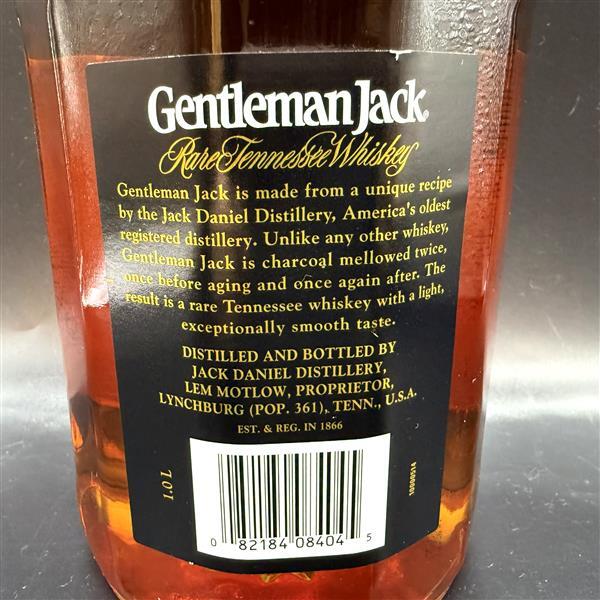 Gentleman Jack
Rare Tennessee Whiskey
Gentleman Jack is made from a unique recipe
by the Jack Daniel Distillery, America's oldest
registered distillery. Unlike any other whiskey,
Gentleman Jack is charcoal mellowed twice,
once before aging and once again after. The
result is a rare Tennessee whiskey with a light,
exceptionally smooth taste.
DISTILLED AND BOTTLED BY
JACK DANIEL DISTILLERY,
LEM MOTLOW, PROPRIETOR,
LYNCHBURG (POP. 361), TENN., U.S.A.
EST. & REG. IN 1866
1.0 L
10000514
0 82184 08404 5